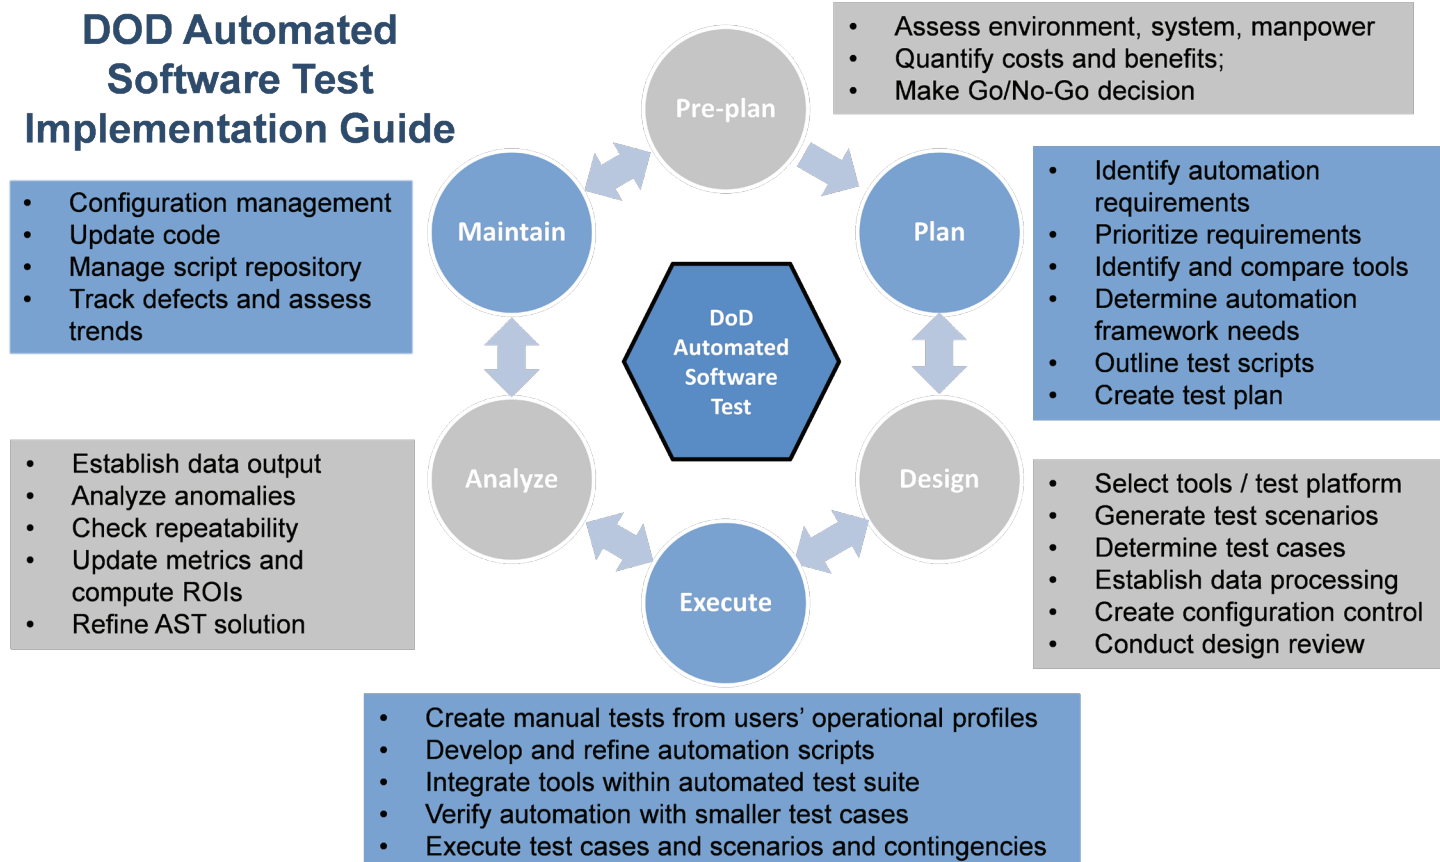 DOD Automated
Software Test
Implementation Guide
Pre-plan
• Assess environment, system, manpower
• Quantify costs and benefits;
• Make Go/No-Go decision
Plan
• Identify automation
requirements
• Prioritize requirements
• Identify and compare tools
• Determine automation
framework needs
• Outline test scripts
• Create test plan
Design
• Select tools / test platform
• Generate test scenarios
• Determine test cases
• Establish data processing
• Create configuration control
• Conduct design review
Execute
• Create manual tests from users’ operational profiles
• Develop and refine automation scripts
• Integrate tools within automated test suite
• Verify automation with smaller test cases
• Execute test cases and scenarios and contingencies
Analyze
• Establish data output
• Analyze anomalies
• Check repeatability
• Update metrics and
compute ROIs
• Refine AST solution
Maintain
• Configuration management
• Update code
• Manage script repository
• Track defects and assess
trends
DoD
Automated
Software
Test